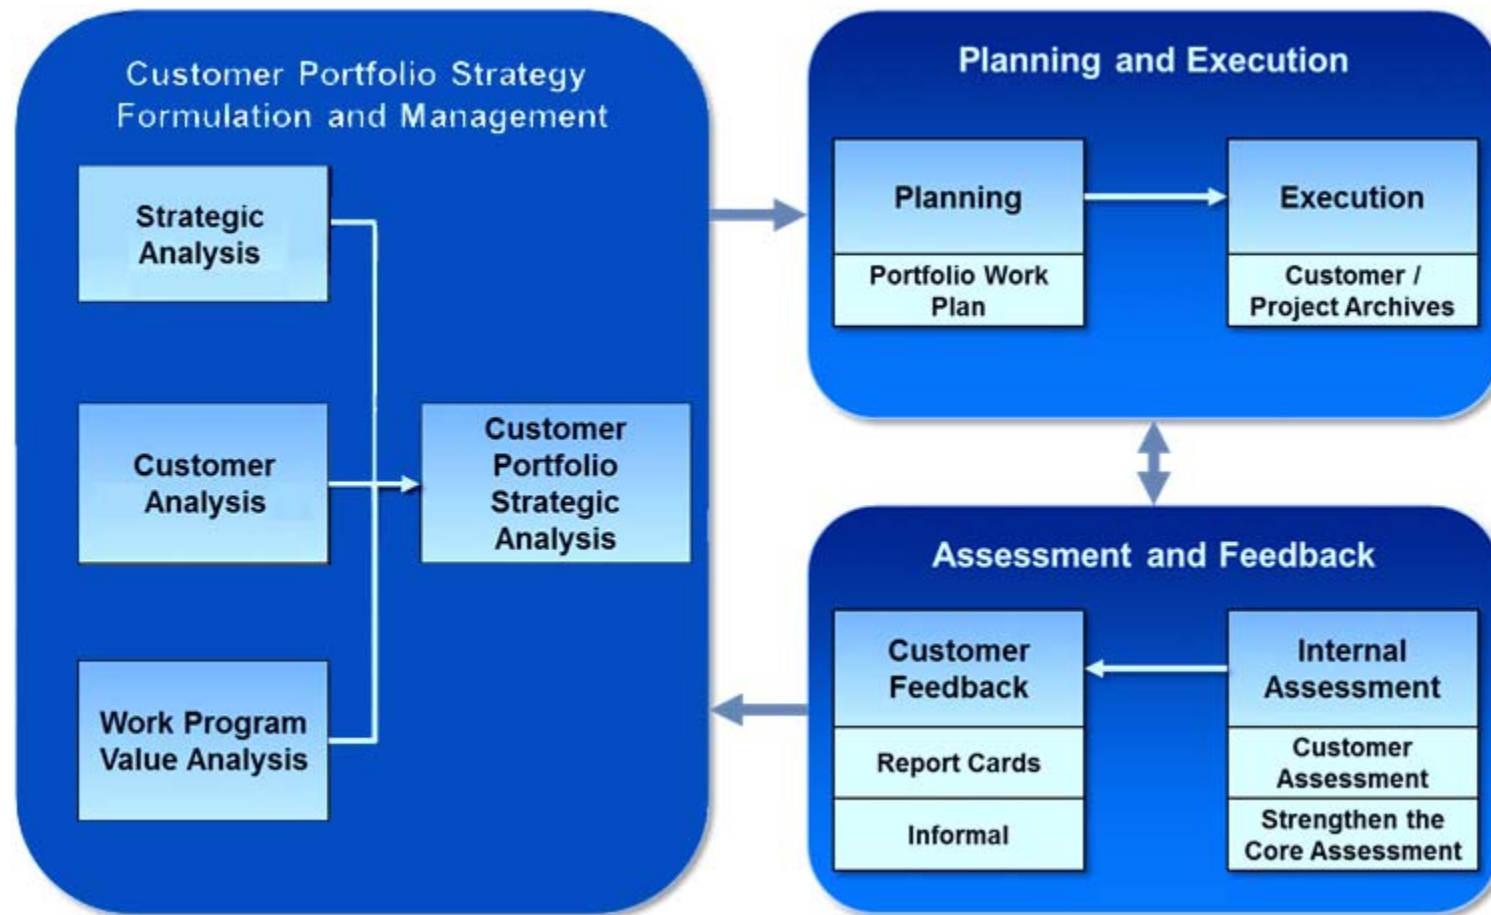 Customer Portfolio Strategy
Formulation and Management
Strategic
Analysis
Customer
Analysis
Work Program
Value Analysis
Customer
Portfolio
Strategic
Analysis
Planning and Execution
Planning
Portfolio Work
Plan
Execution
Customer /
Project Archives
Assessment and Feedback
Customer
Feedback
Report Cards
Informal
Internal
Assessment
Customer
Assessment
Strengthen the
Core Assessment